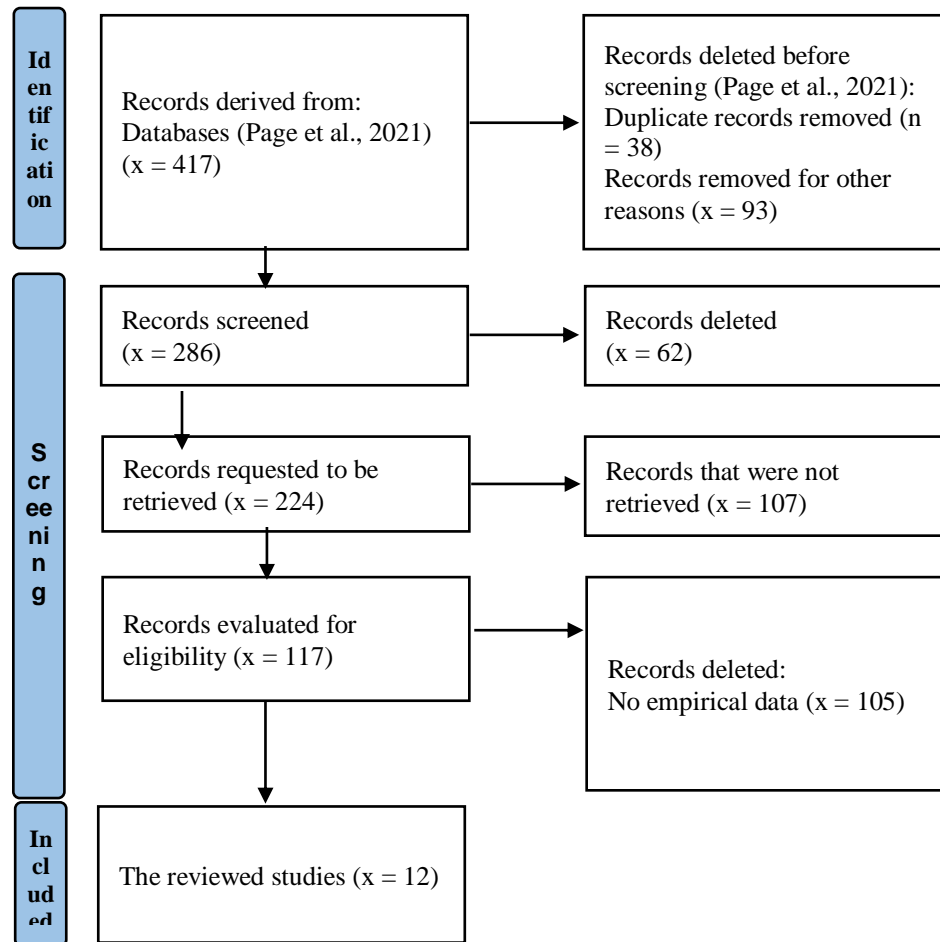 Id
en
tif
ic
ati
on
Records derived from:
Databases (Page et al., 2021)
(x = 417)
Records deleted before
screening (Page et al., 2021):
Duplicate records removed (n
= 38)
Records removed for other
reasons (x = 93)
S
cr
ee
ni
n
g
Records screened
(x = 286)
Records deleted
(x = 62)
Records requested to be
retrieved (x = 224)
Records that were not
retrieved (x = 107)
Records evaluated for
eligibility (x = 117)
Records deleted:
No empirical data (x = 105)
In
cl
ud
ed
The reviewed studies (x = 12)